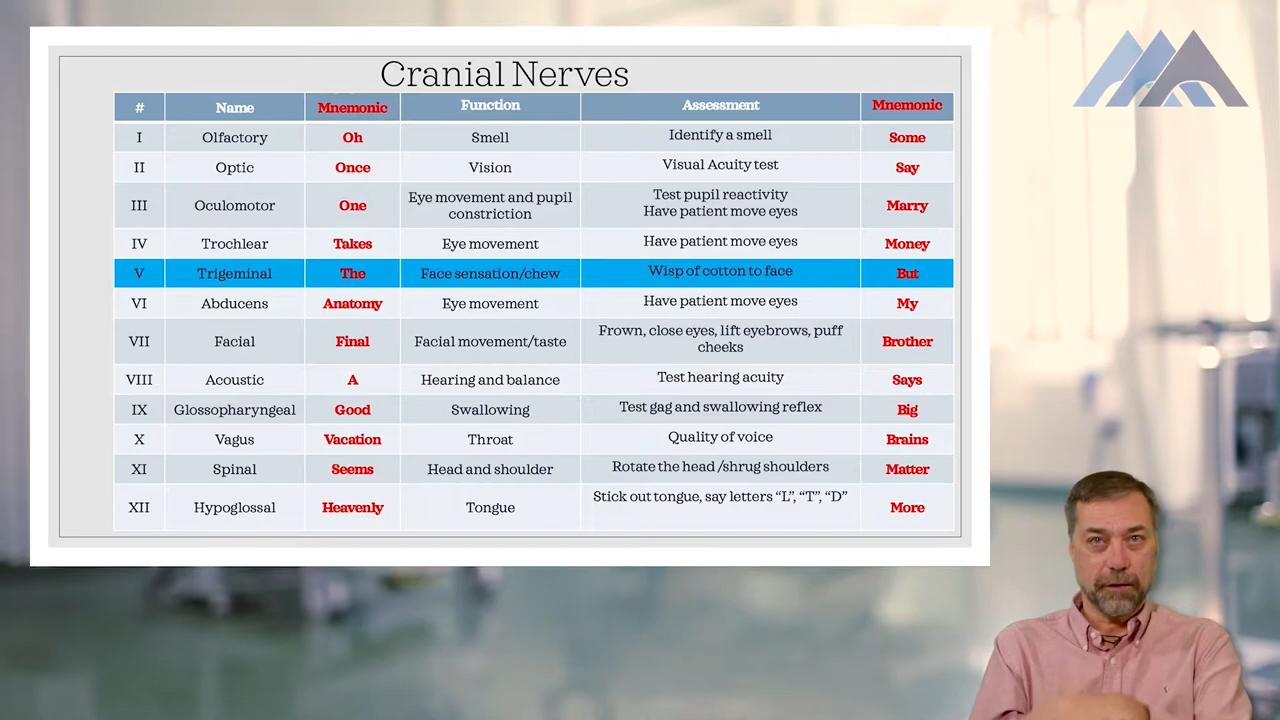 Cranial Nerves
# Name Mnemonic Function Assessment Mnemonic
I Olfactory Oh Smell Identify a smell Some
II Optic Once Vision Visual Acuity test Say
III Oculomotor One Eye movement and pupil constriction Test pupil reactivity Have patient move eyes Marry
IV Trochlear Takes Eye movement Have patient move eyes Money
V Trigeminal The Face sensation/chew Wisp of cotton to face But
VI Abducens Anatomy Eye movement Have patient move eyes My
VII Facial Final Facial movement/taste Frown, close eyes, lift eyebrows, puff cheeks Brother
VIII Acoustic A Hearing and balance Test hearing acuity Says
IX Glossopharyngeal Good Swallowing Test gag and swallowing reflex Big
X Vagus Vacation Throat Quality of voice Brains
XI Spinal Seems Head and shoulder Rotate the head /shrug shoulders Matter
XII Hypoglossal Heavenly Tongue Stick out tongue, say letters “L”, “T”, “D” More